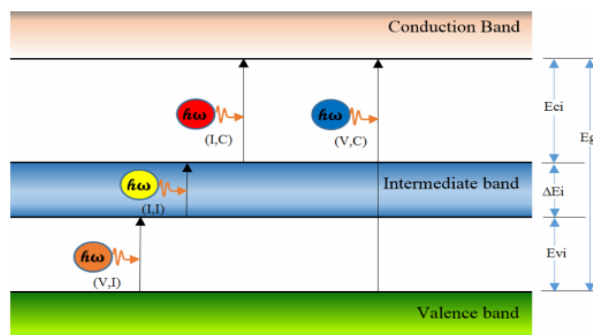 Conduction Band
ħω
ħω
Eci
(I,C)
(V,C)
Eg
ħω
Intermediate band
ΔEi
(I,I)
ħω
Evi
(V,I)
Valence band